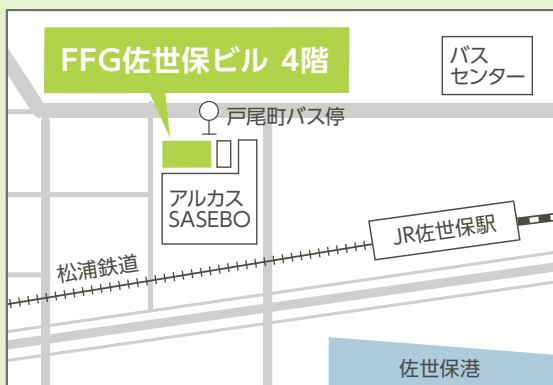 FFG佐世保ビル 4階
バス
センター
戸尾町バス停
アルカス
SASEBO
JR佐世保駅
松浦鉄道
佐世保港